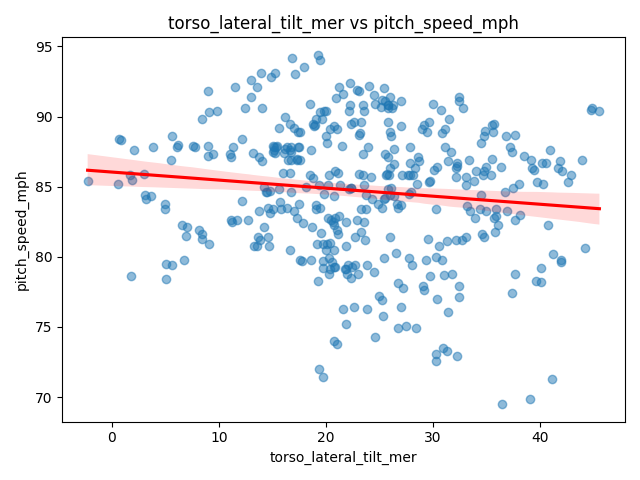 torso_lateral_tilt_mer vs pitch_speed_mph
95
90
85
80
75
70
pitch_speed_mph
0 10 20 30 40
torso_lateral_tilt_mer